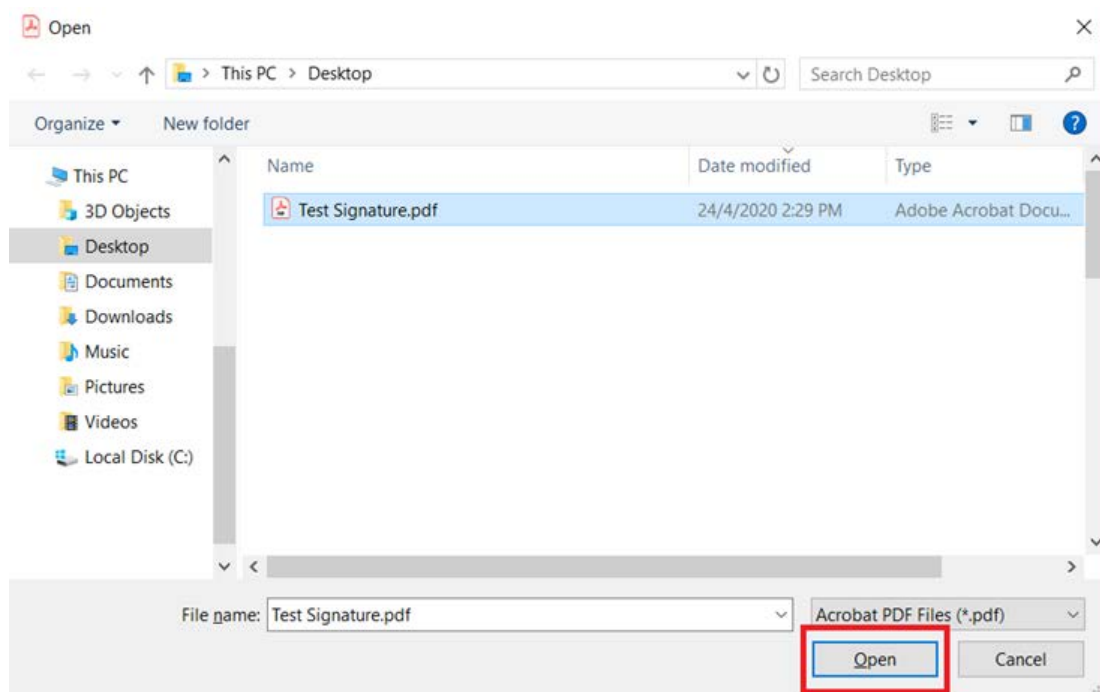 Open
This PC > Desktop
Search Desktop
Organize
New folder
?
This PC
3D Objects
Desktop
Documents
Downloads
Music
Pictures
Videos
Local Disk (C:)
Name Date modified Type
Test Signature.pdf 24/4/2020 2:29 PM Adobe Acrobat Docu...
File name: Test Signature.pdf
Acrobat PDF Files (*.pdf)
Open
Cancel